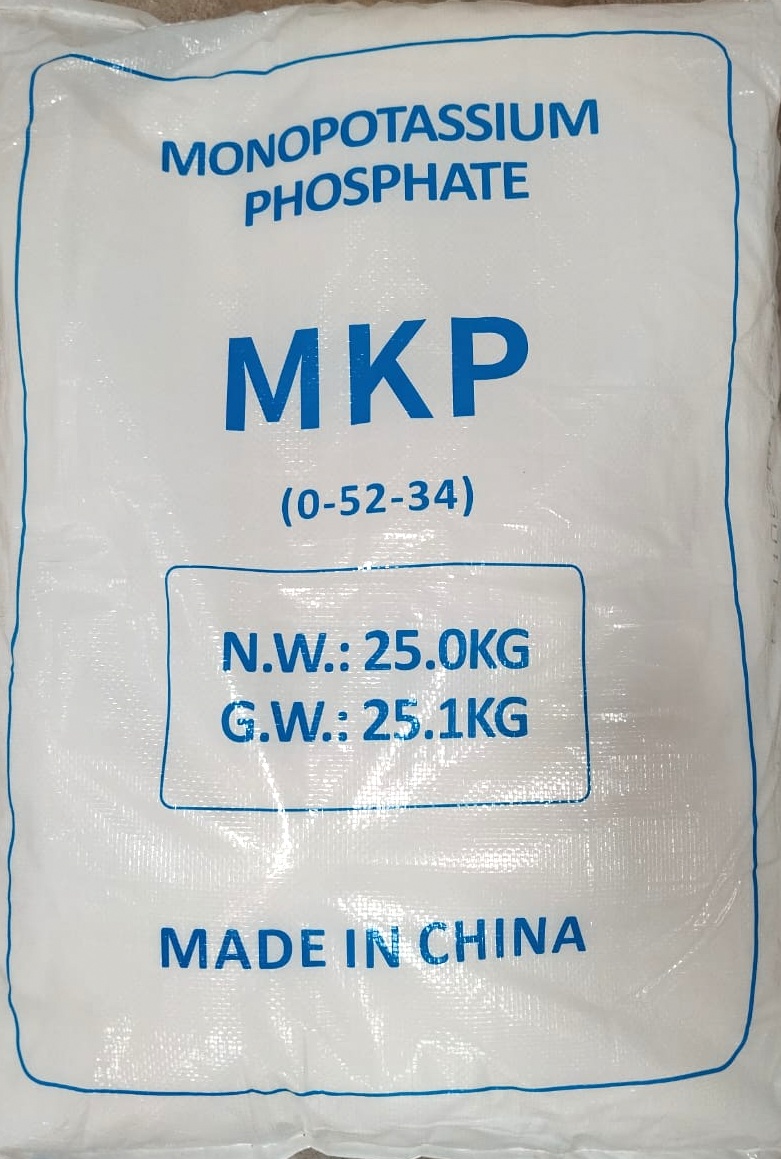 MONOPOTASSIUM
PHOSPHATE
MKP
(0-52-34)
N.W.: 25.0KG
G.W.: 25.1KG
MADE IN CHINA